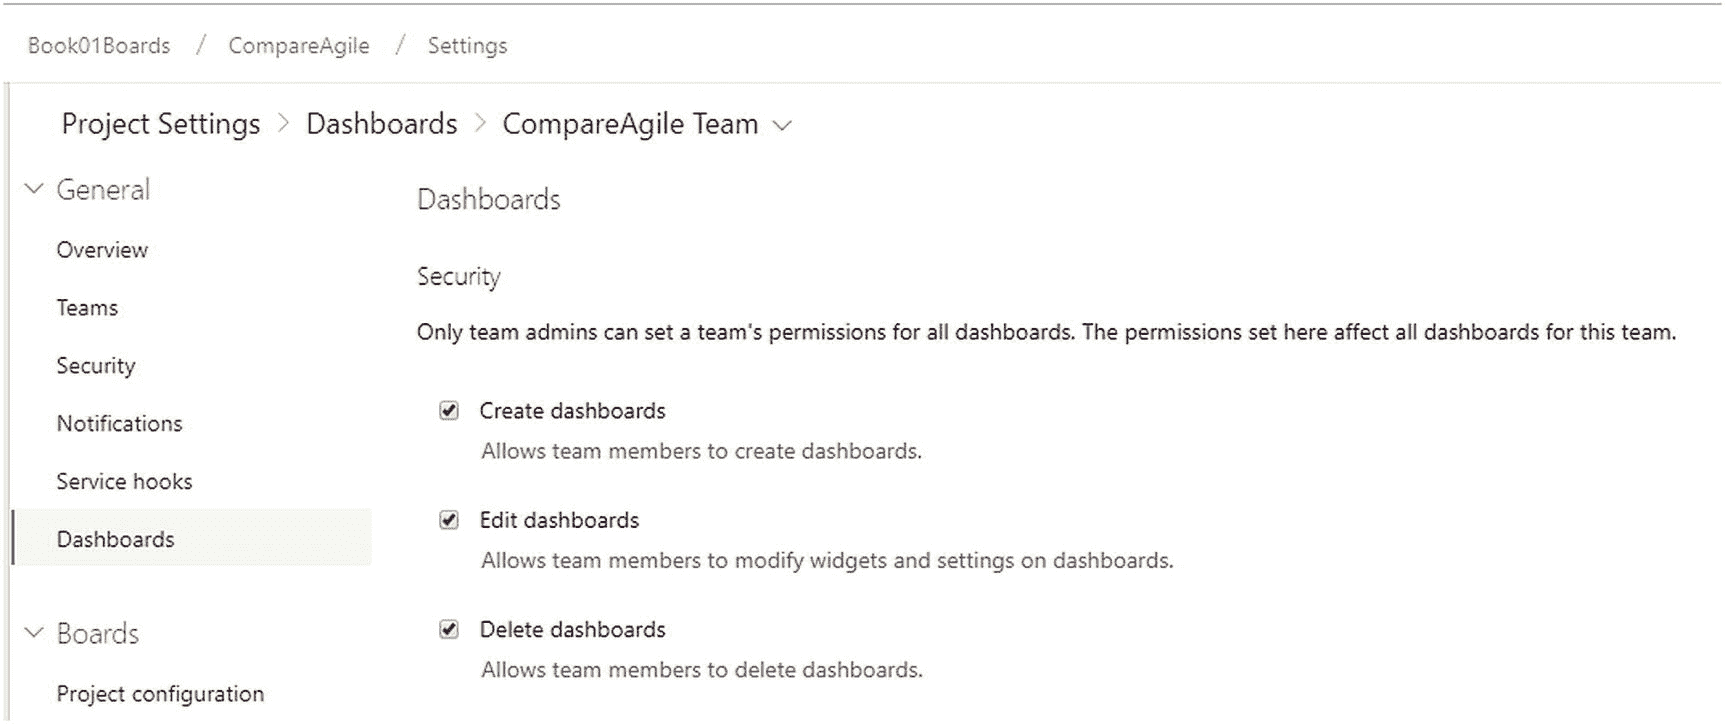 Book01Boards / CompareAgile / Settings
Project Settings > Dashboards > CompareAgile Team
General
Overview
Teams
Security
Notifications
Service hooks
Dashboards
Boards
Project configuration
Dashboards
Security
Only team admins can set a team's permissions for all dashboards. The permissions set here affect all dashboards for this team.
Create dashboards
Allows team members to create dashboards.
Edit dashboards
Allows team members to modify widgets and settings on dashboards.
Delete dashboards
Allows team members to delete dashboards.